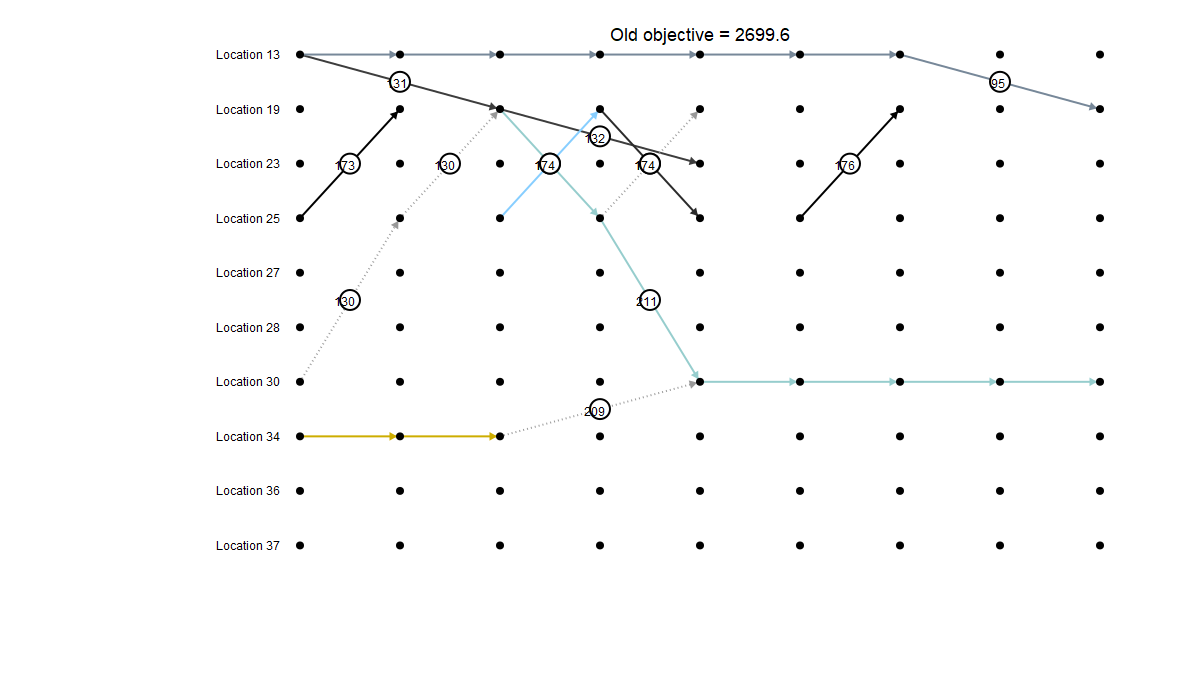 Old objective = 2699.6
Location 13
131
95
Location 19
132
Location 23
173
130
174
174
176
Location 25
Location 27
130
211
Location 28
Location 30
209
Location 34
Location 36
Location 37